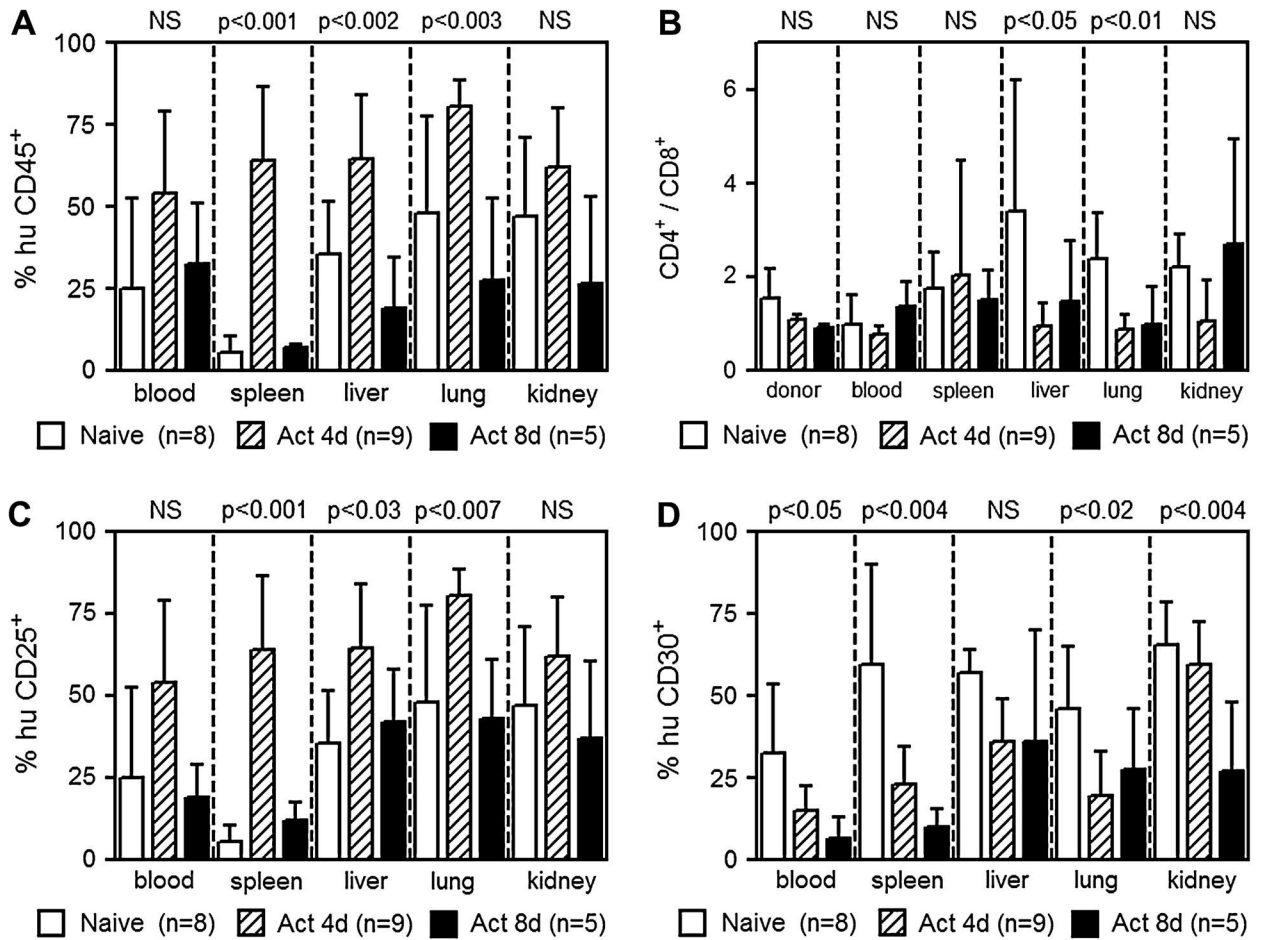 A
NS p<0.001 p<0.002 p<0.003 NS
100
75
50
25
0
% hu CD45+
blood spleen liver lung kidney
Naive (n=8) Act 4d (n=9) Act 8d (n=5)
B
NS NS NS p<0.05 p<0.01 NS
6
4
2
0
CD4+ / CD8+
donor blood spleen liver lung kidney
Naive (n=8) Act 4d (n=9) Act 8d (n=5)
C
NS p<0.001 p<0.03 p<0.007 NS
100
75
50
25
0
% hu CD25+
blood spleen liver lung kidney
Naive (n=8) Act 4d (n=9) Act 8d (n=5)
D
p<0.05 p<0.004 NS p<0.02 p<0.004
100
75
50
25
0
% hu CD30+
blood spleen liver lung kidney
Naive (n=8) Act 4d (n=9) Act 8d (n=5)